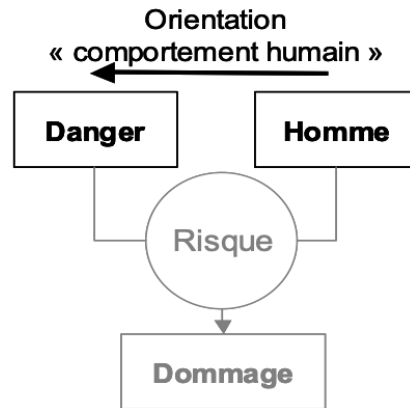 Orientation
« comportement humain »
Danger
Homme
Risque
Dommage